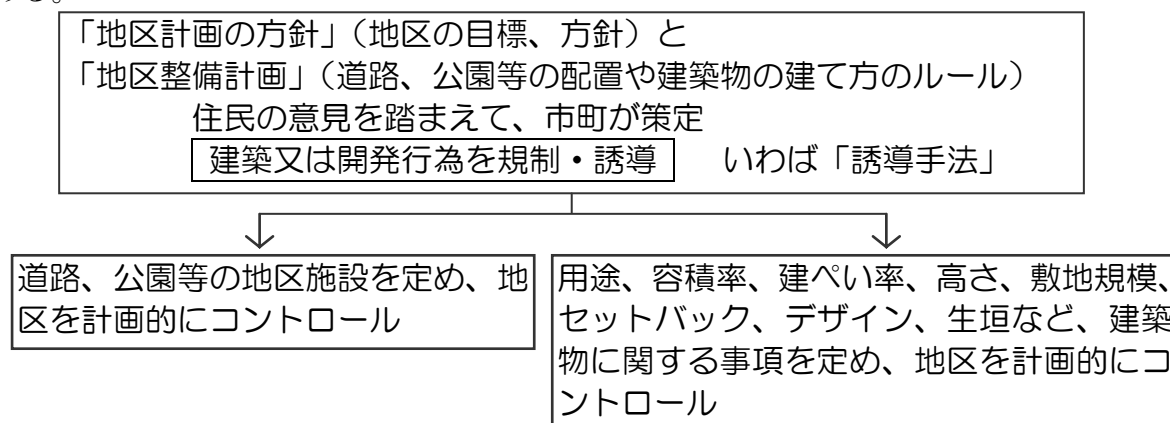 「地区計画の方針」(地区の目標、方針)と
「地区整備計画」(道路、公園等の配置や建築物の建て方のルール)
住民の意見を踏まえて、市町が策定
建築又は開発行為を規制・誘導 いわば「誘導手法」
道路、公園等の地区施設を定め、地
区を計画的にコントロール
用途、容積率、建ぺい率、高さ、敷地規模、
セットバック、デザイン、生垣など、建築
物に関する事項を定め、地区を計画的にコ
ントロール